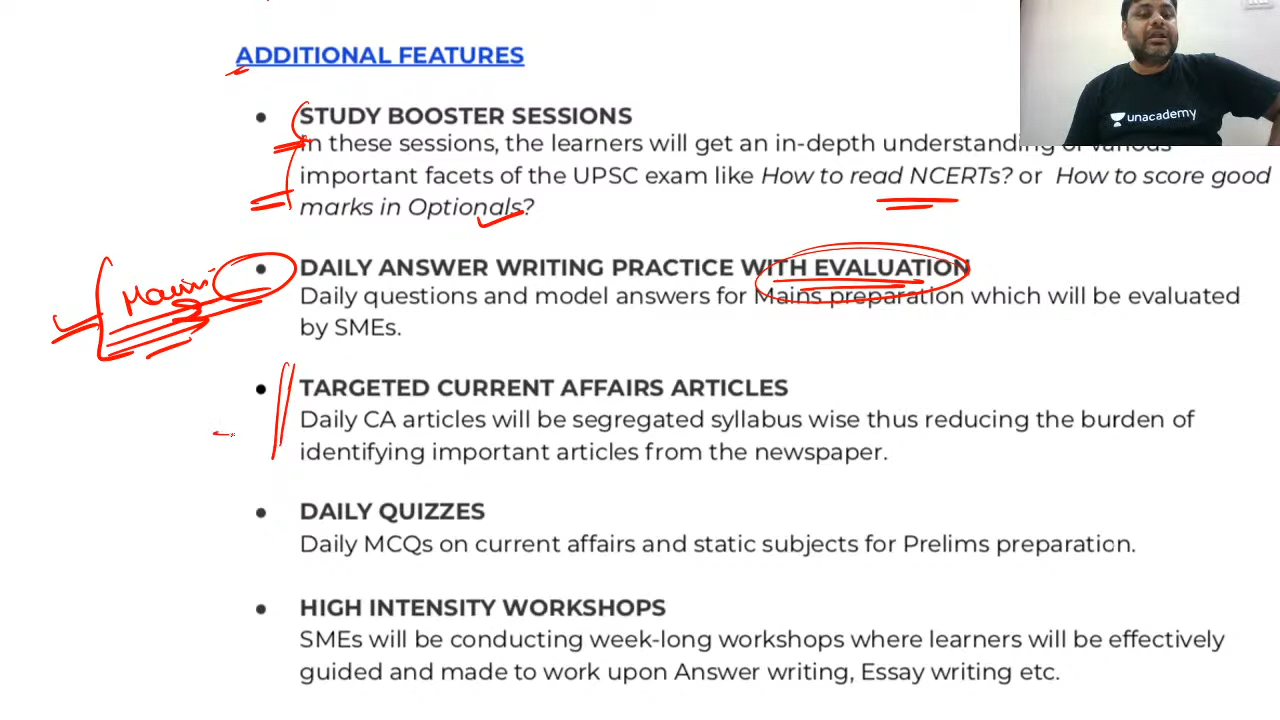 ADDITIONAL FEATURES
unacademy
• STUDY BOOSTER SESSIONS
In these sessions, the learners will get an in-depth understanding of various
important facets of the UPSC exam like How to read NCERTs? or How to score good
marks in Optionals?
Mains
• DAILY ANSWER WRITING PRACTICE WITH EVALUATION
Daily questions and model answers for Mains preparation which will be evaluated
by SMEs.
• TARGETED CURRENT AFFAIRS ARTICLES
Daily CA articles will be segregated syllabus wise thus reducing the burden of
identifying important articles from the newspaper.
• DAILY QUIZZES
Daily MCQs on current affairs and static subjects for Prelims preparation.
• HIGH INTENSITY WORKSHOPS
SMEs will be conducting week-long workshops where learners will be effectively
guided and made to work upon Answer writing, Essay writing etc.